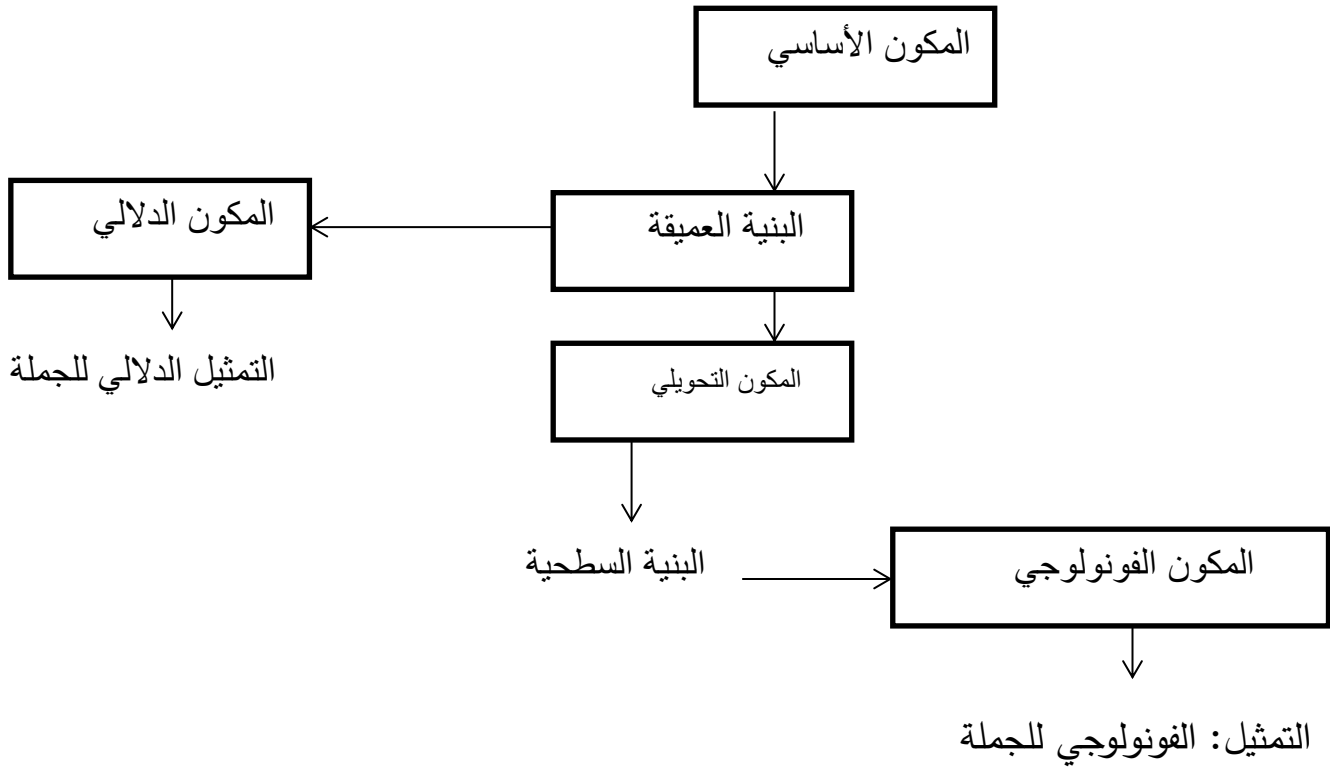 المكون الأساسي
المكون الدلالي
البنية العميقة
التمثيل الدلالي للجملة
المكون التحويلي
البنية السطحية
المكون الفونولوجي
التمثيل: الفونولوجي للجملة